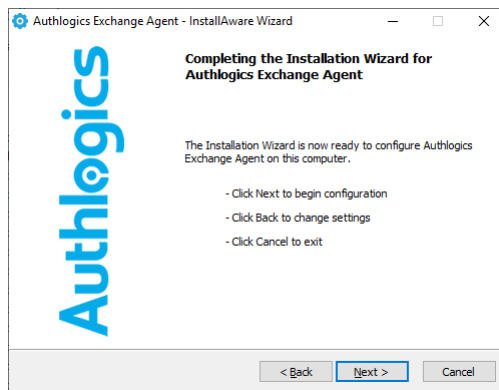 Authlogics Exchange Agent - InstallAware Wizard
Authlogics
Completing the Installation Wizard for
Authlogics Exchange Agent
The Installation Wizard is now ready to configure Authlogics
Exchange Agent on this computer.
- Click Next to begin configuration
- Click Back to change settings
- Click Cancel to exit
< Back Next > Cancel